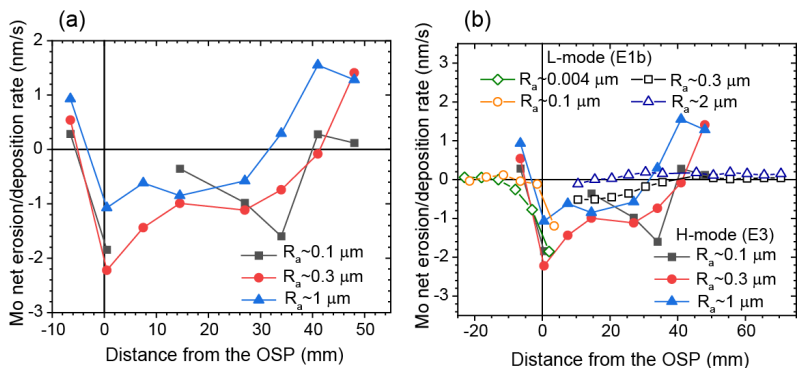 (a)
Mo net erosion/deposition rate (nm/s)
2
1
0
-1
-2
-3
-10
0
10
20
30
40
50
Rₐ~0.1 μm
Rₐ~0.3 μm
Rₐ~1 μm
Distance from the OSP (mm)
(b)
Mo net erosion/deposition rate (nm/s)
3
2
1
0
-1
-2
-3
-20
0
20
40
60
L-mode (E1b)
Rₐ~0.004 μm
Rₐ~0.1 μm
Rₐ~0.3 μm
Rₐ~2 μm
H-mode (E3)
Rₐ~0.1 μm
Rₐ~0.3 μm
Rₐ~1 μm
Distance from the OSP (mm)